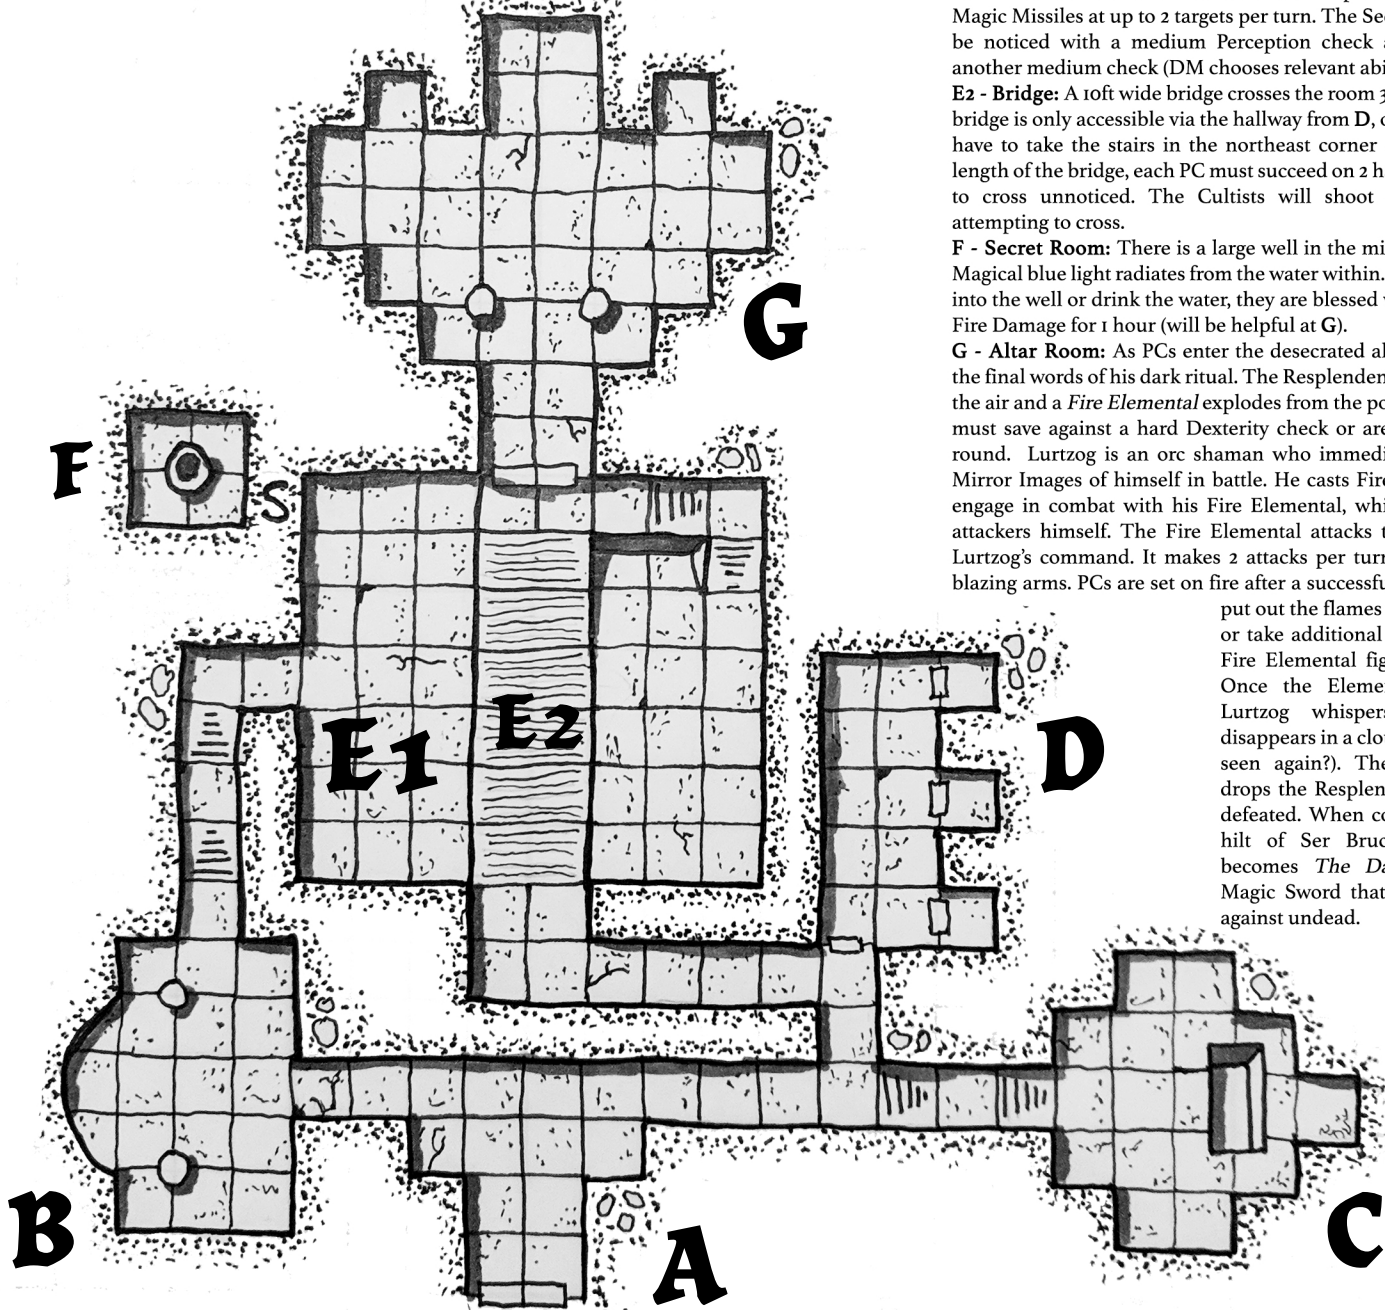 Magic Missiles at up to 2 targets per turn. The Sec
be noticed with a medium Perception check
another medium check (DM chooses relevant abi
E2 - Bridge: A 10ft wide bridge crosses the room 3
bridge is only accessible via the hallway from D, o
have to take the stairs in the northeast corner
length of the bridge, each PC must succeed on 2 h
to cross unnoticed. The Cultists will shoot
attempting to cross.
F - Secret Room: There is a large well in the mi
Magical blue light radiates from the water within.
into the well or drink the water, they are blessed
Fire Damage for 1 hour (will be helpful at G).
G - Altar Room: As PCs enter the desecrated al
the final words of his dark ritual. The Resplenden
the air and a Fire Elemental explodes from the po
must save against a hard Dexterity check or are
round. Lurtzog is an orc shaman who immedi
Mirror Images of himself in battle. He casts Fire
engage in combat with his Fire Elemental, whi
attackers himself. The Fire Elemental attacks t
Lurtzog's command. It makes 2 attacks per turn
blazing arms. PCs are set on fire after a successfu
put out the flames
or take additional
Fire Elemental fig
Once the Eleme
Lurtzog whispers
disappears in a clo
seen again?). The
drops the Resplen
defeated. When co
hilt of Ser Bruc
becomes The Da
Magic Sword that
against undead.
G
F
S
E1
E2
D
B
A
C